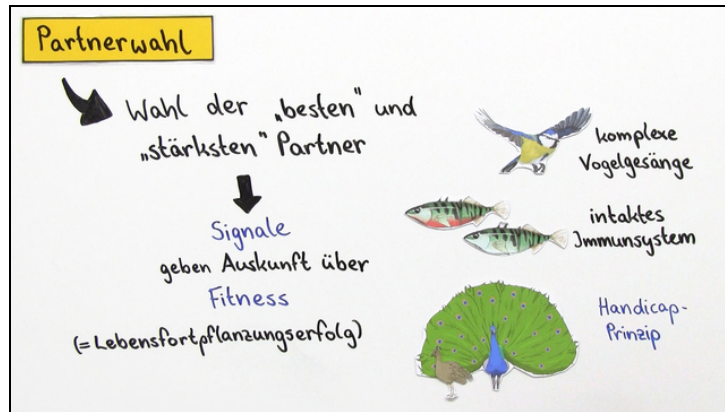 Partnerwahl
Wahl der „besten" und
„stärksten" Partner
Signale
geben Auskunft über
Fitness
(= Lebensfortpflanzungserfolg)
komplexe
Vogelgesänge
intaktes
Immunsystem
Handicap-
Prinzip